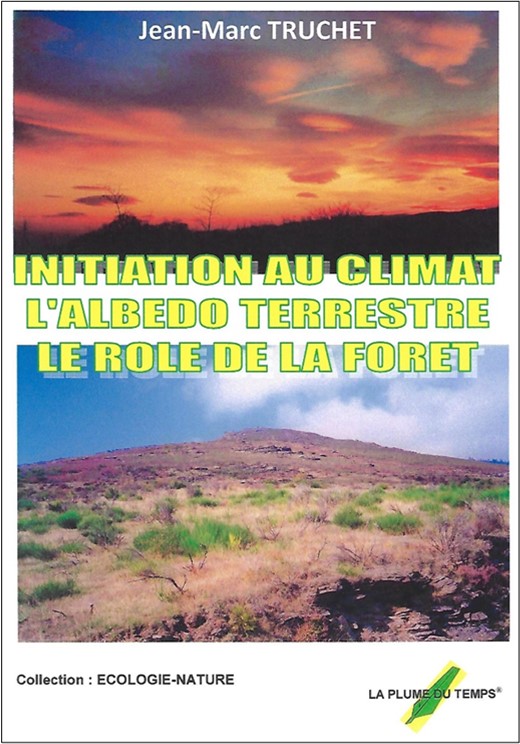 Jean-Marc TRUCHET
INITIATION AU CLIMAT
L'ALBEDO TERRESTRE
LE ROLE DE LA FORET
Collection : ECOLOGIE-NATURE
LA PLUME DU TEMPS®